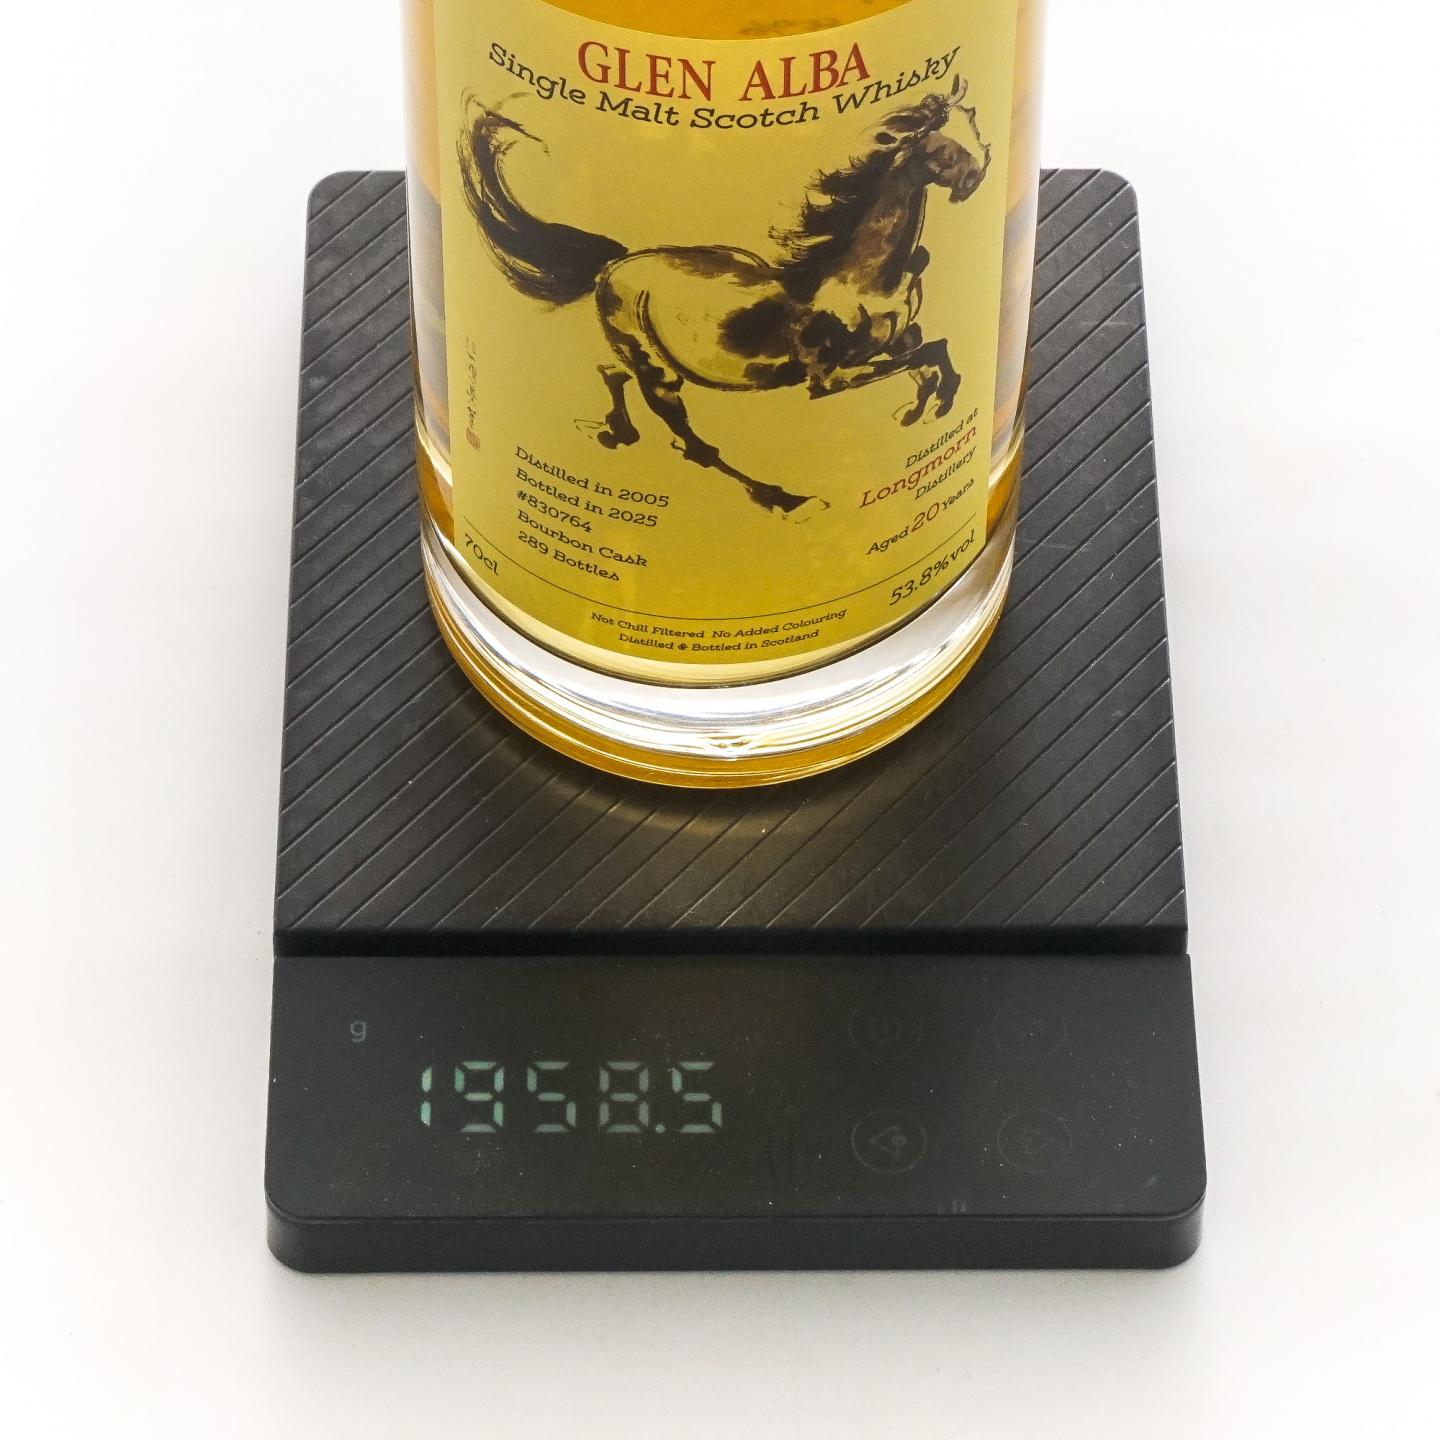 GLEN ALBA
Single Malt Scotch Whisky
Distilled in 2005
Bottled in 2025
#830764
Bourbon Cask
289 Bottles
Distilled at
Longmorn
Distillery
Aged 20 Years
70cl
53.8%vol
Not Chill Filtered No Added Colouring
Distilled & Bottled in Scotland
g
1958.5